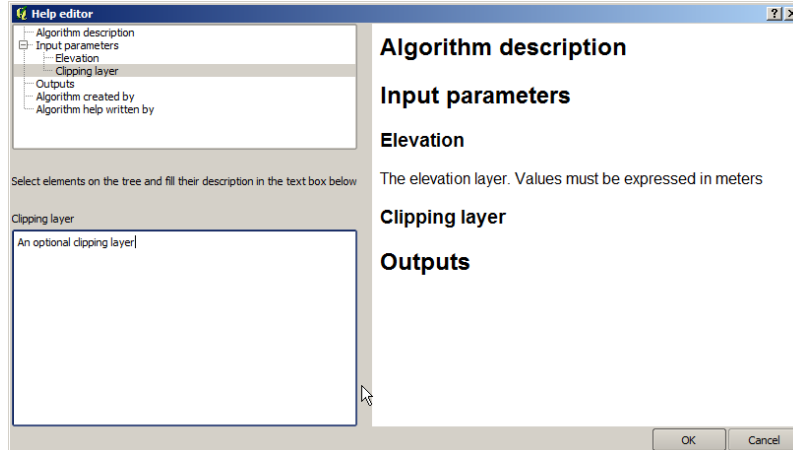 Help editor
Algorithm description
Input parameters
Elevation
Clipping layer
Outputs
Algorithm created by
Algorithm help written by
Select elements on the tree and fill their description in the text box below
Clipping layer
An optional clipping layer
Algorithm description
Input parameters
Elevation
The elevation layer. Values must be expressed in meters
Clipping layer
Outputs
OK
Cancel